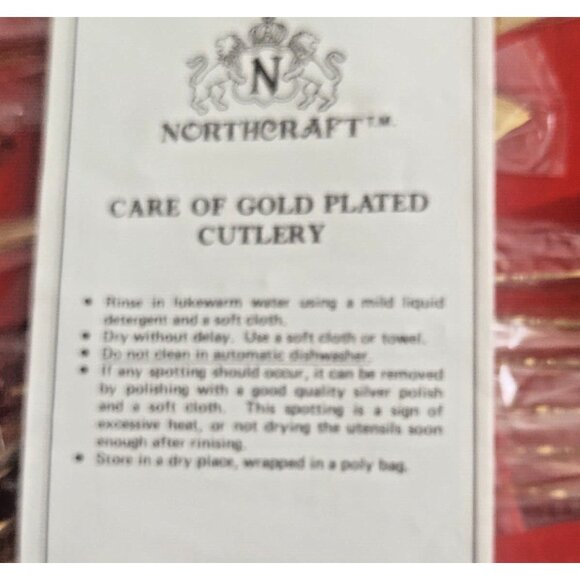 N
NORTHCRAFT T.M.
CARE OF GOLD PLATED
CUTLERY
• Rinse in lukewarm water using a mild liquid
detergent and a soft cloth.
• Dry without delay. Use a soft cloth or towel.
• Do not clean in automatic dishwasher.
• If any spotting should occur, it can be removed
by polishing with a good quality silver polish
and a soft cloth. This spotting is a sign of
excessive heat, or not drying the utensils soon
enough after rinising.
• Store in a dry place, wrapped in a poly bag.